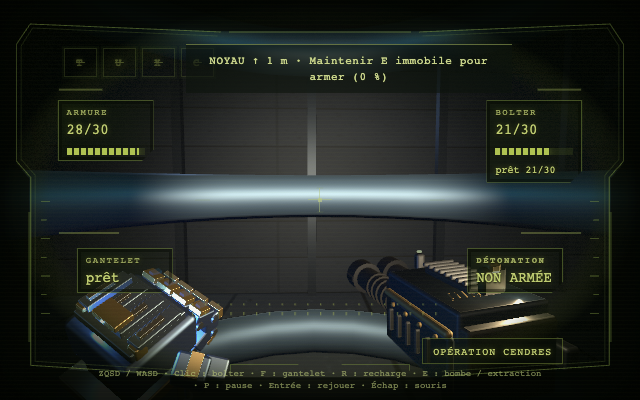 NOYAU ↑ 1 m · Maintenir E immobile pour
armer (0 %)
ARMURE
28/30
BOLTER
21/30
prêt 21/30
GANTELET
prêt
DÉTONATION
NON ARMÉE
OPÉRATION CENDRES
ZQSD / WASD · Clic : bolter · F : gantelet · R : recharge · E : bombe / extraction
· P : pause · Entrée : rejouer · Échap : souris